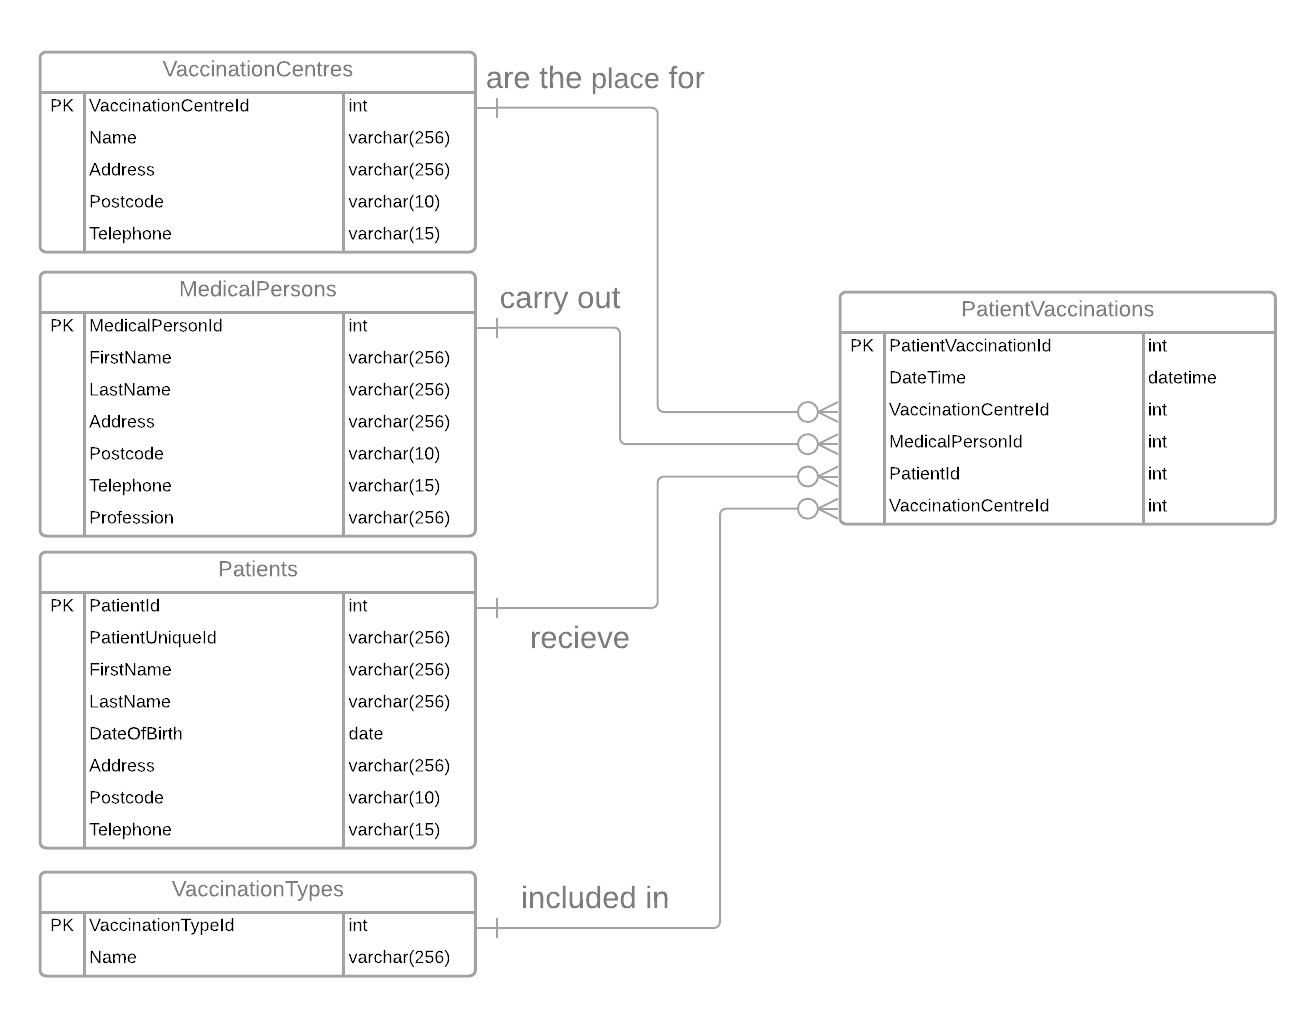 VaccinationCentres
PK VaccinationCentreId int
Name varchar(256)
Address varchar(256)
Postcode varchar(10)
Telephone varchar(15)
are the place for
MedicalPersons
PK MedicalPersonId int
FirstName varchar(256)
LastName varchar(256)
Address varchar(256)
Postcode varchar(10)
Telephone varchar(15)
Profession varchar(256)
carry out
Patients
PK PatientId int
PatientUniqueId varchar(256)
FirstName varchar(256)
LastName varchar(256)
DateOfBirth date
Address varchar(256)
Postcode varchar(10)
Telephone varchar(15)
recieve
VaccinationTypes
PK VaccinationTypeId int
Name varchar(256)
included in
PatientVaccinations
PK PatientVaccinationId int
DateTime datetime
VaccinationCentreId int
MedicalPersonId int
PatientId int
VaccinationCentreId int